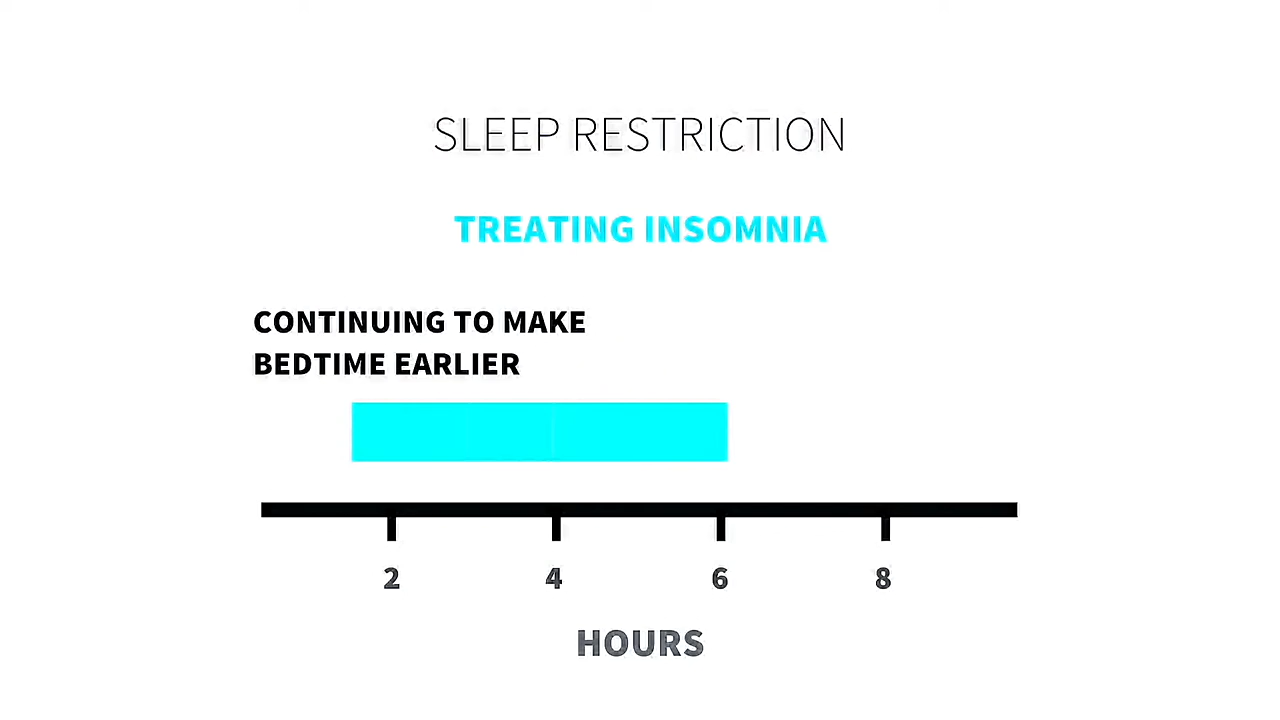 SLEEP RESTRICTION
TREATING INSOMNIA
CONTINUING TO MAKE
BEDTIME EARLIER
2 4 6 8
HOURS